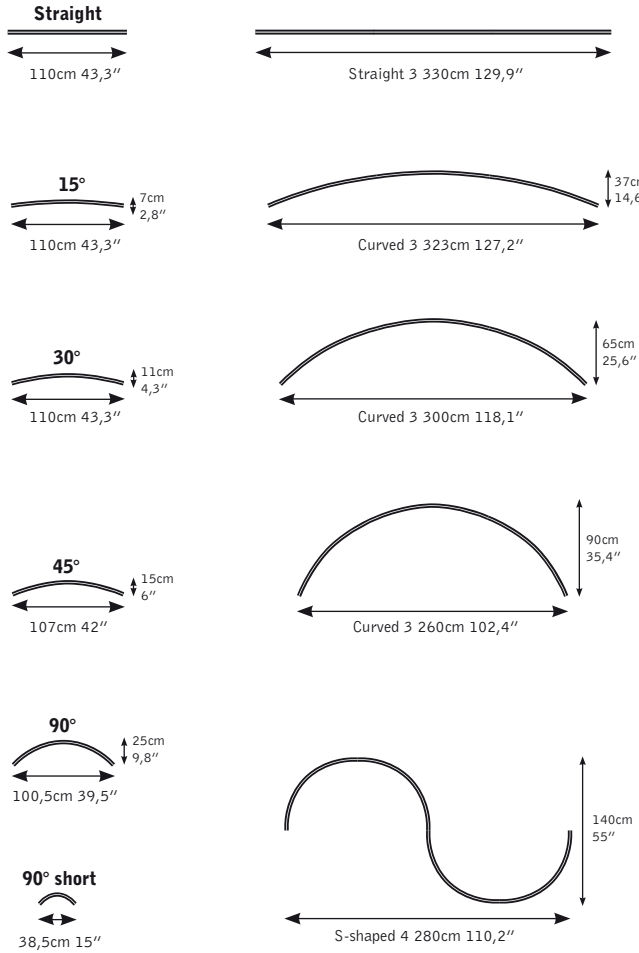 Straight
110cm 43,3″
Straight 3 330cm 129,9″
15°
7cm
2,8″
110cm 43,3″
37c
14,6
Curved 3 323cm 127,2″
30°
11cm
4,3″
110cm 43,3″
65cm
25,6″
Curved 3 300cm 118,1″
45°
15cm
6″
107cm 42″
90cm
35,4″
Curved 3 260cm 102,4″
90°
25cm
9,8″
100,5cm 39,5″
90° short
38,5cm 15″
140cm
55″
S-shaped 4 280cm 110,2″